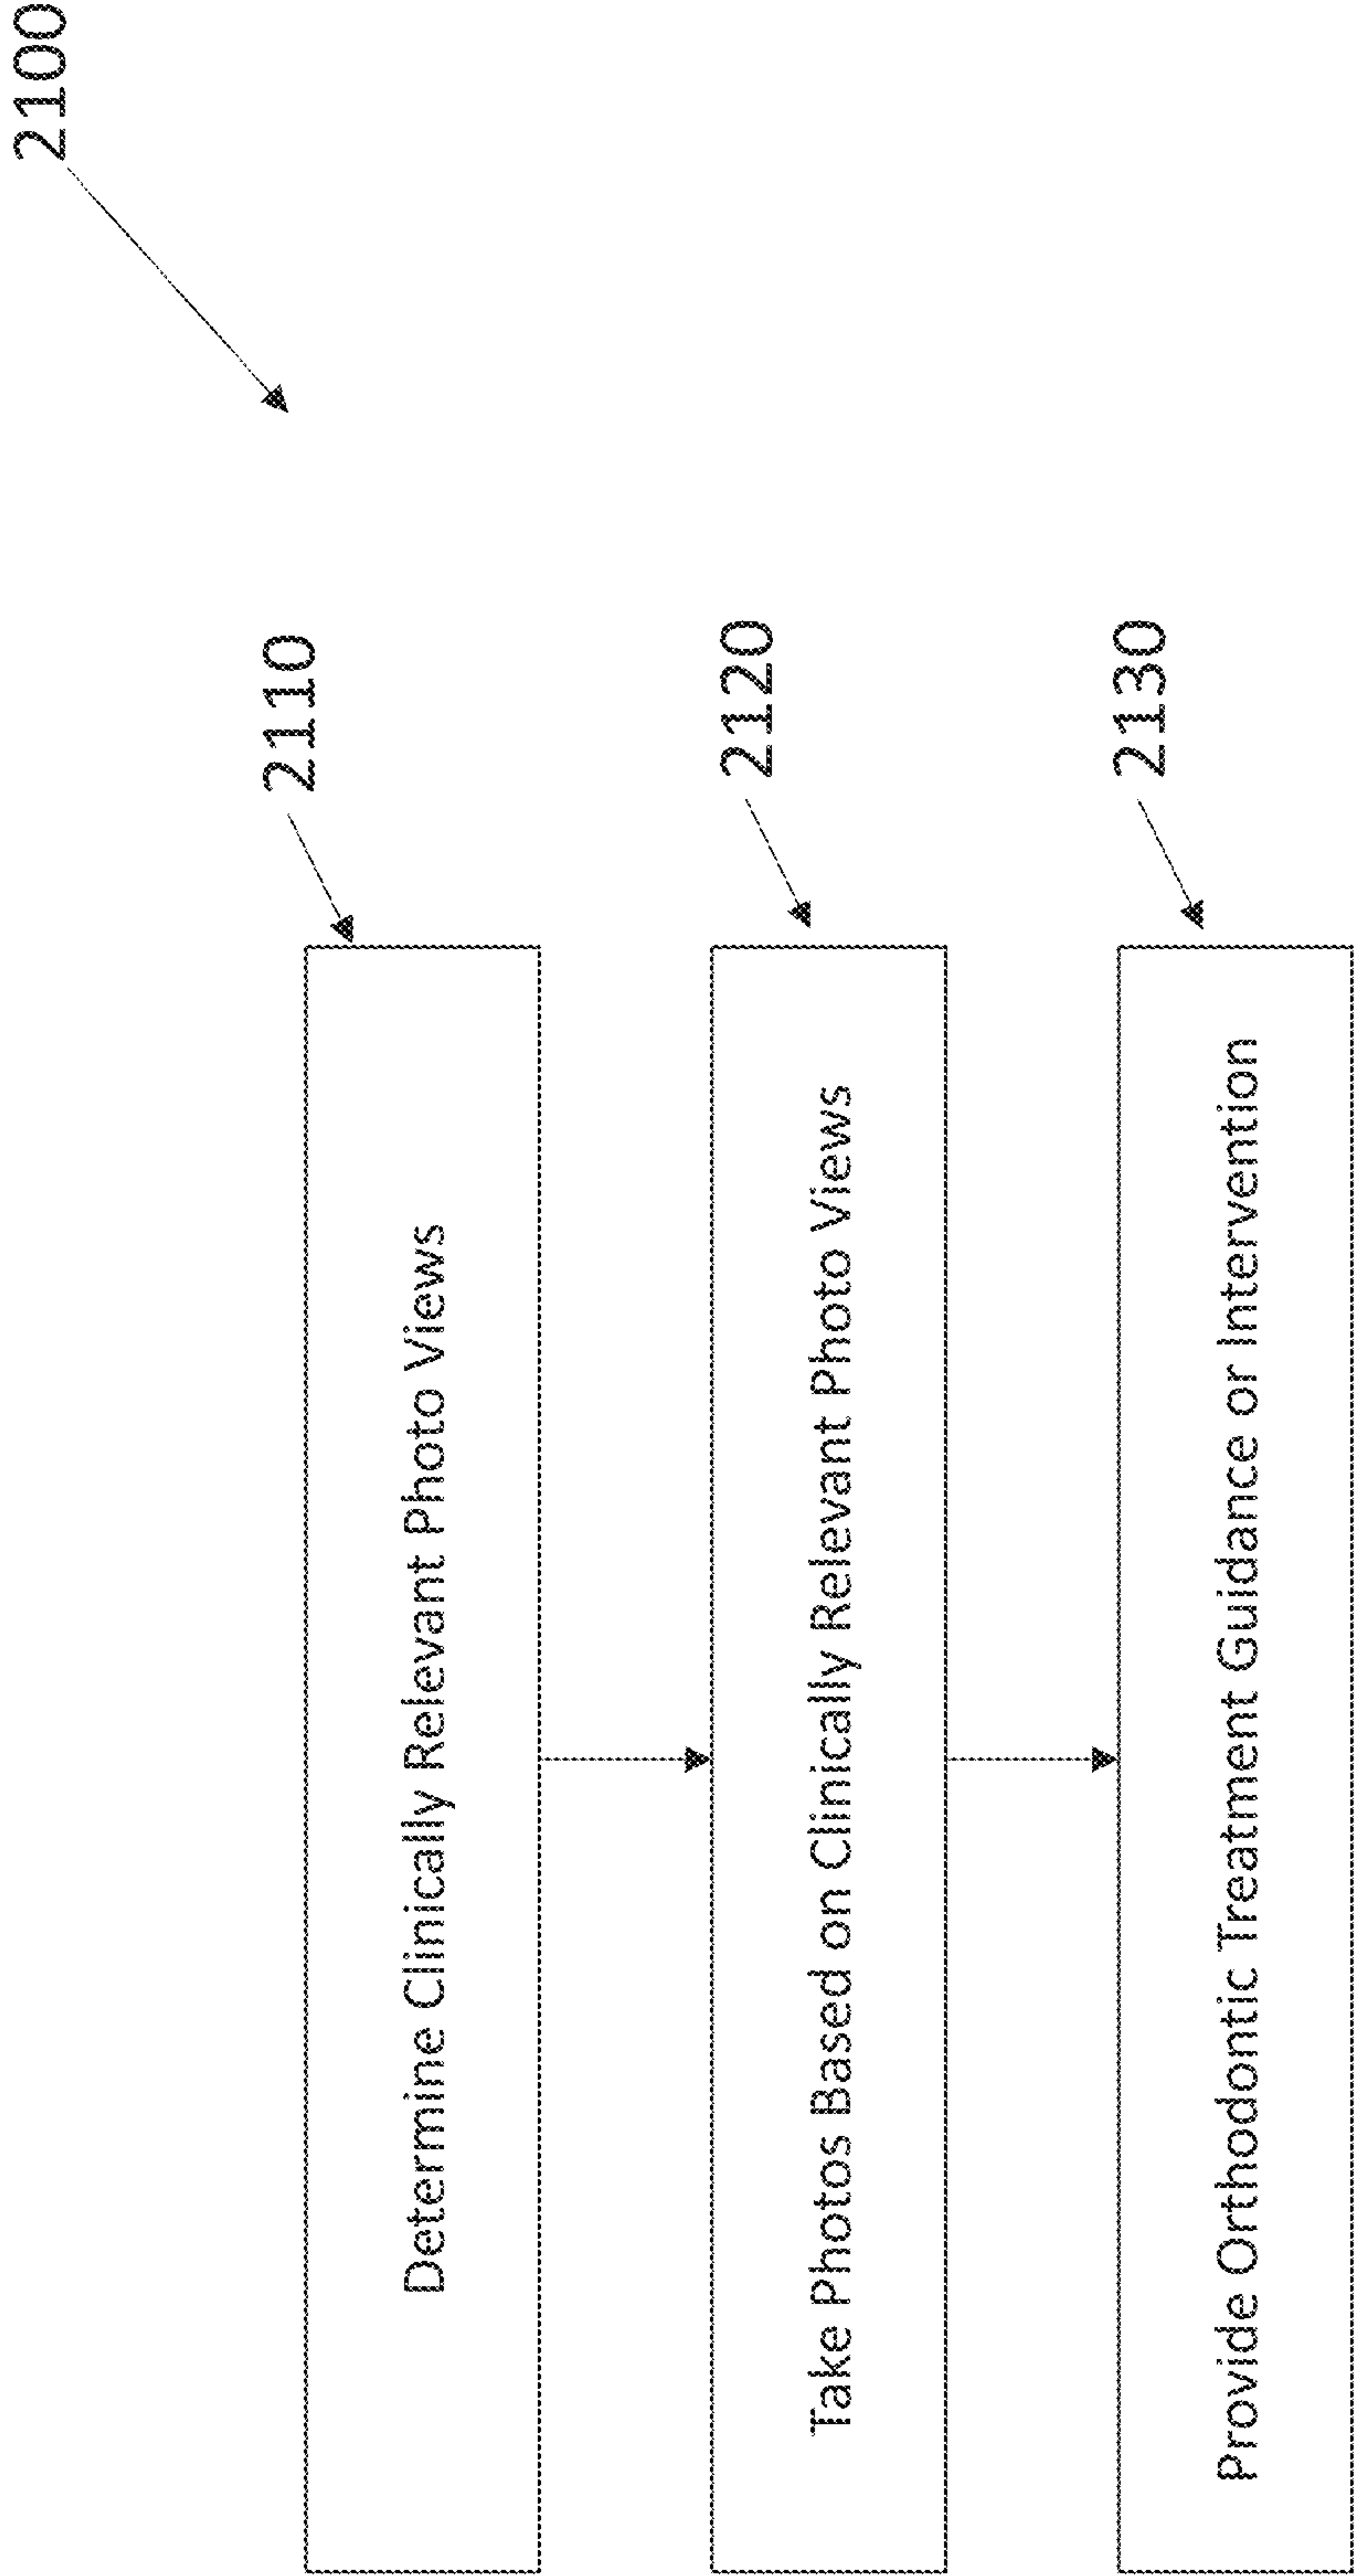 2100
2110
Determine Clinically Relevant Photo Views
2120
Take Photos Based on Clinically Relevant Photo Views
2130
Provide Orthodontic Treatment Guidance or Intervention